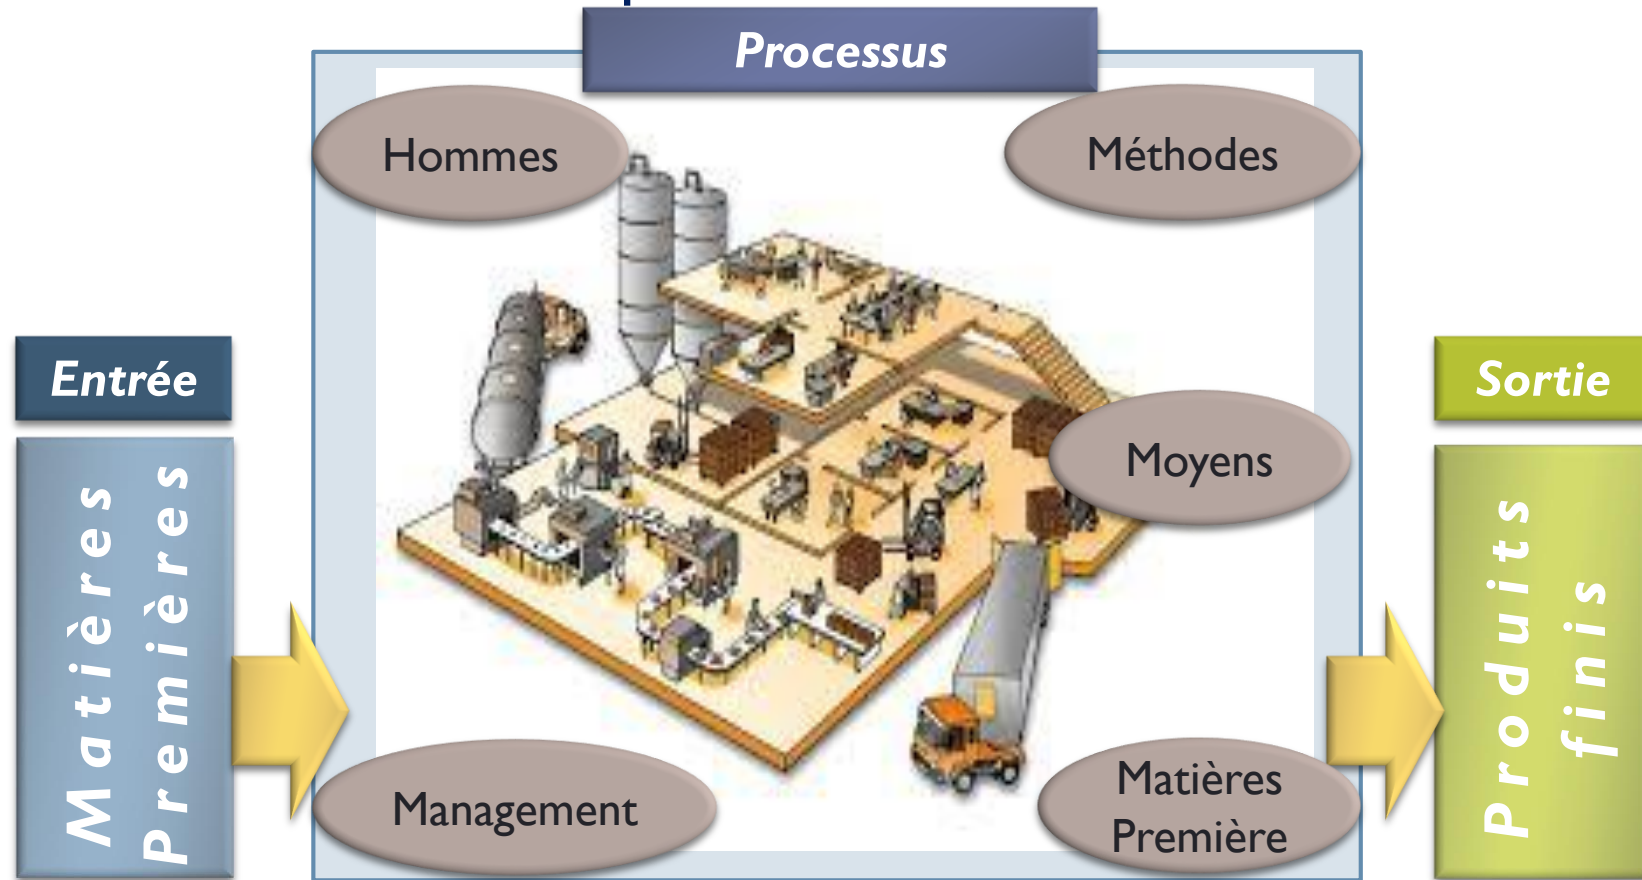 Processus
Hommes
Méthodes
Entrée
Sortie
Moyens
Matières
Premières
Produits
finis
Management
Matières
Première